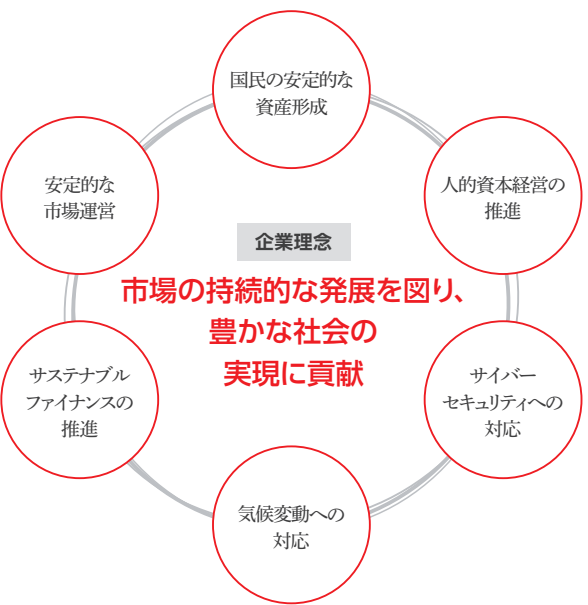 国民の安定的な
資産形成
安定的な
市場運営
人的資本経営の
推進
企業理念
市場の持続的な発展を図り、
豊かな社会の
実現に貢献
サステナブル
ファイナンスの
推進
サイバー
セキュリティへの
対応
気候変動への
対応